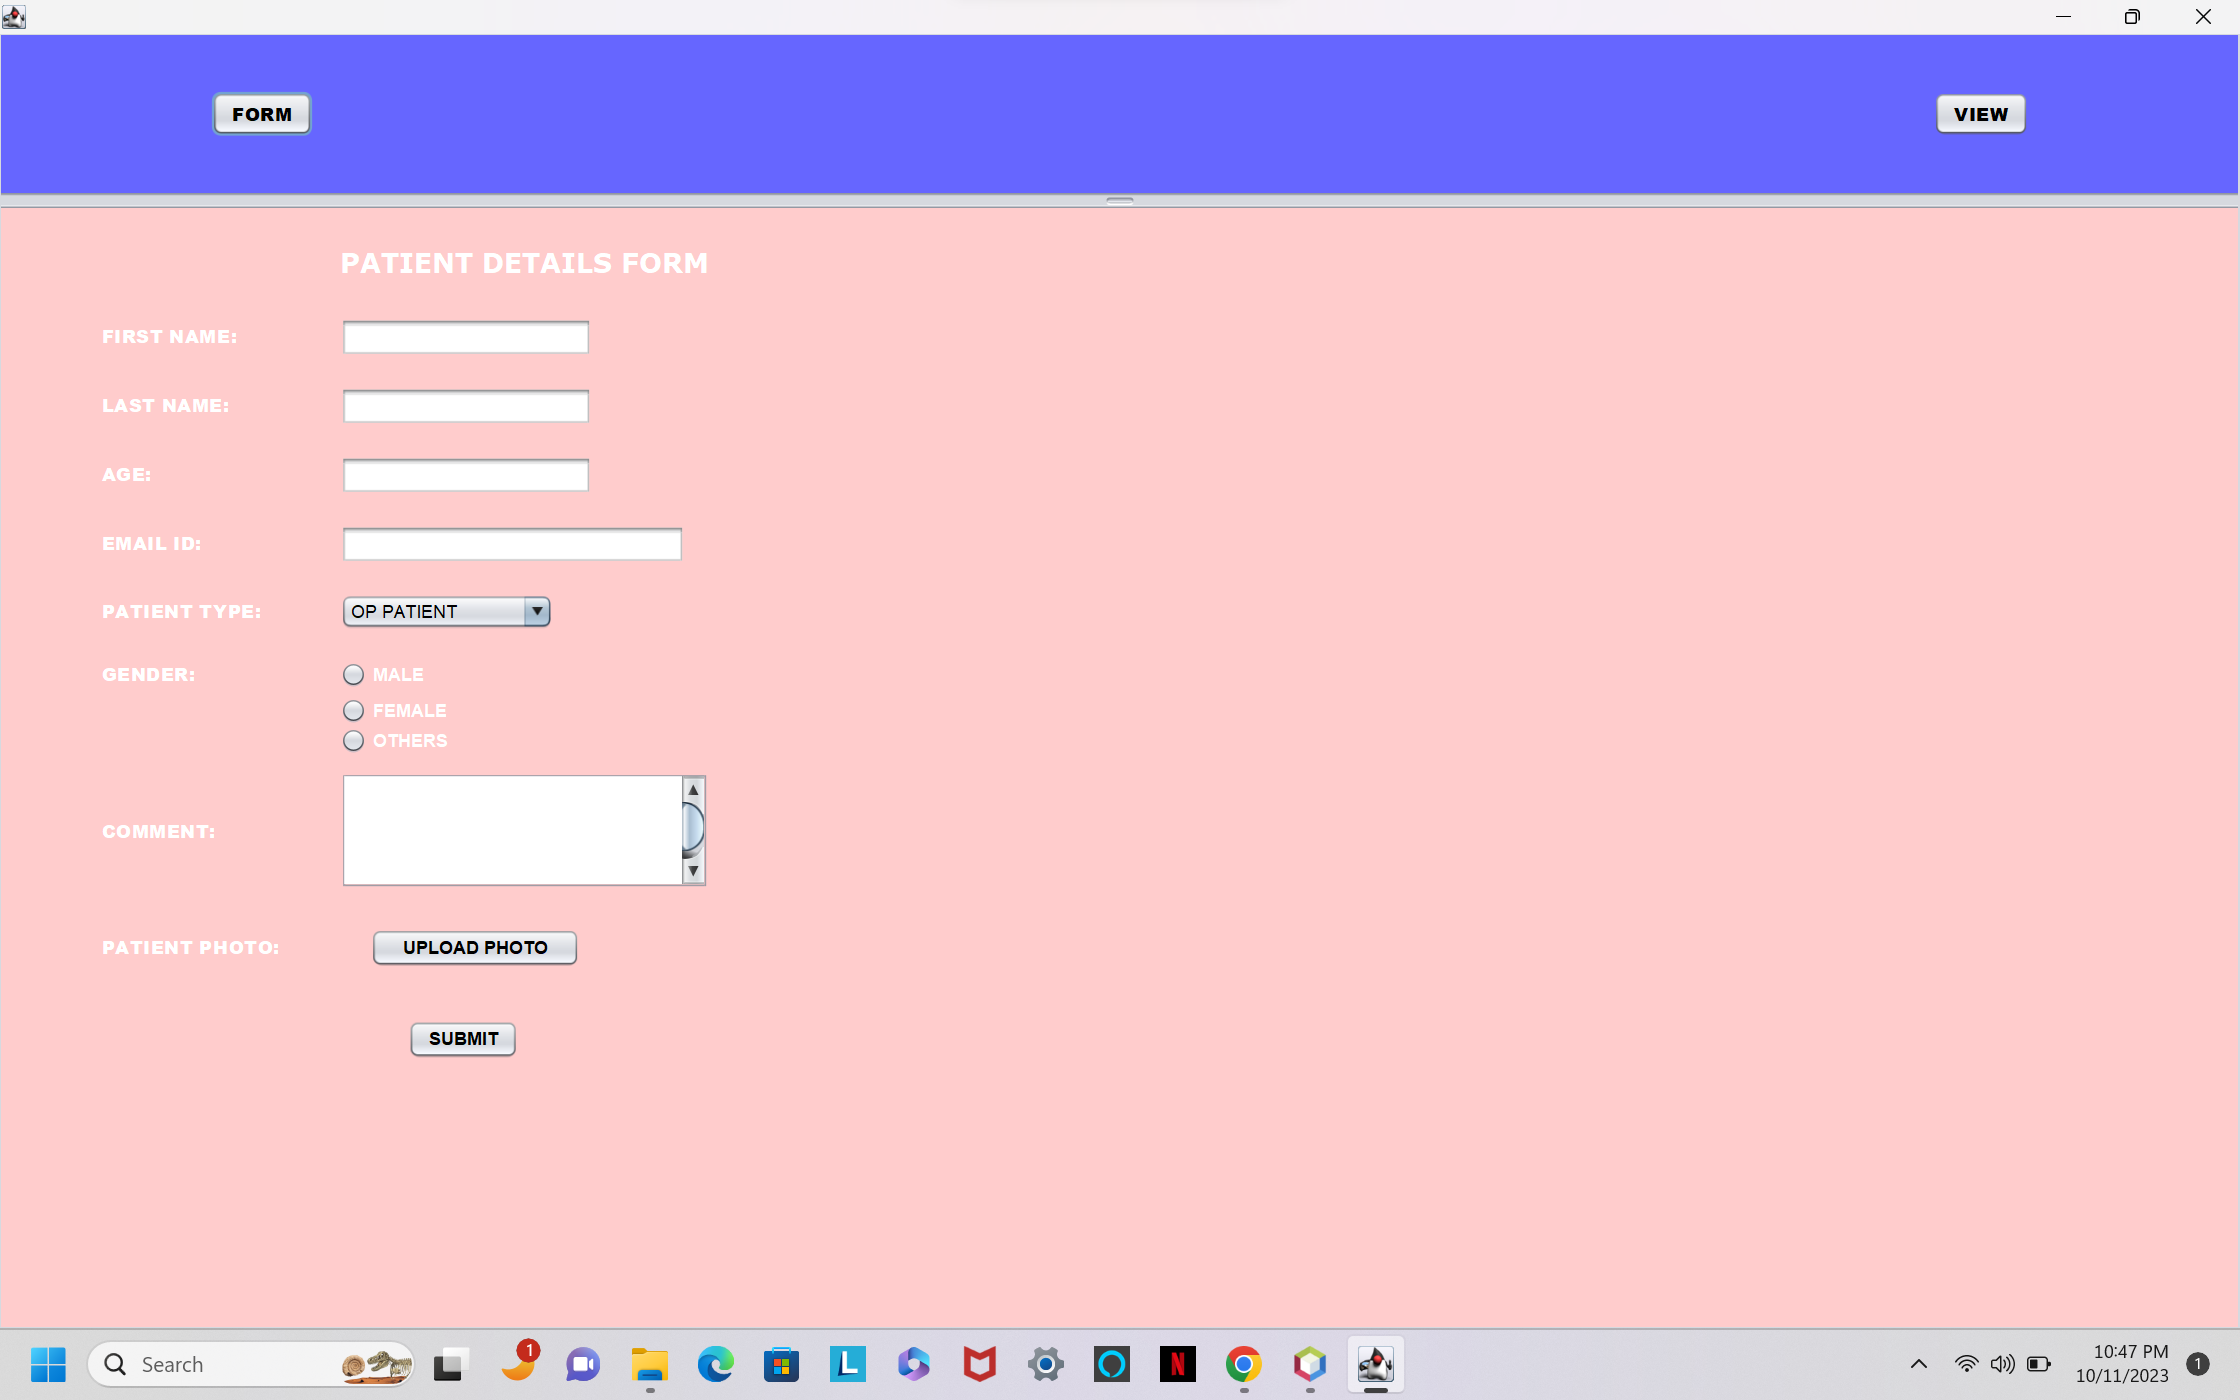 FORM
VIEW
PATIENT DETAILS FORM
FIRST NAME:
LAST NAME:
AGE:
EMAIL ID:
PATIENT TYPE: OP PATIENT
GENDER: MALE
FEMALE
OTHERS
COMMENT:
PATIENT PHOTO: UPLOAD PHOTO
SUBMIT
Search
1
L
N
10:47 PM
10/11/2023
1